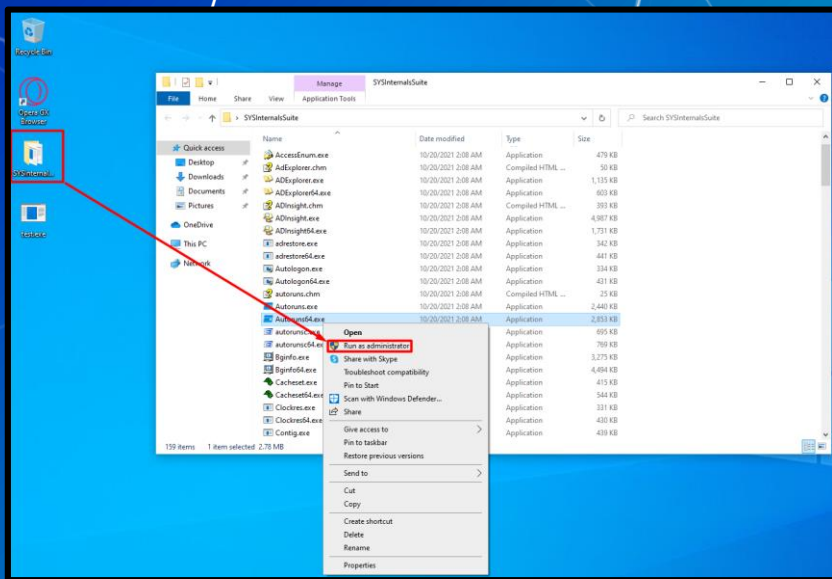 Recycle Bin
Opera GX
Browser
SYSInternal...
test.exe
Manage
SYSInternalsSuite
File
Home
Share
View
Application Tools
SYSInternalsSuite
Search SYSInternalsSuite
Quick access
Desktop
Downloads
Documents
Pictures
OneDrive
This PC
Network
Name Date modified Type Size
AccessEnum.exe 10/20/2021 2:08 AM Application 479 KB
AdExplorer.chm 10/20/2021 2:08 AM Compiled HTML ... 50 KB
ADExplorer.exe 10/20/2021 2:08 AM Application 1,135 KB
ADExplorer64.exe 10/20/2021 2:08 AM Application 603 KB
ADInsight.chm 10/20/2021 2:08 AM Compiled HTML ... 393 KB
ADInsight.exe 10/20/2021 2:08 AM Application 4,987 KB
ADInsight64.exe 10/20/2021 2:08 AM Application 1,731 KB
adrestore.exe 10/20/2021 2:08 AM Application 342 KB
adrestore64.exe 10/20/2021 2:08 AM Application 441 KB
Autologon.exe 10/20/2021 2:08 AM Application 334 KB
Autologon64.exe 10/20/2021 2:08 AM Application 431 KB
autoruns.chm 10/20/2021 2:08 AM Compiled HTML ... 25 KB
Autoruns.exe 10/20/2021 2:08 AM Application 2,440 KB
Autoruns64.exe 10/20/2021 2:08 AM Application 2,853 KB
autorunsc.exe Application 695 KB
autorunsc64.exe Application 769 KB
Bginfo.exe Application 3,275 KB
Bginfo64.exe Application 4,494 KB
Cacheset.exe Application 415 KB
Cacheset64.exe Application 544 KB
Clockres.exe Application 331 KB
Clockres64.exe Application 430 KB
Contig.exe Application 439 KB
159 items 1 item selected 2.78 MB
Open
Run as administrator
Share with Skype
Troubleshoot compatibility
Pin to Start
Scan with Windows Defender...
Share
Give access to
Pin to taskbar
Restore previous versions
Send to
Cut
Copy
Create shortcut
Delete
Rename
Properties